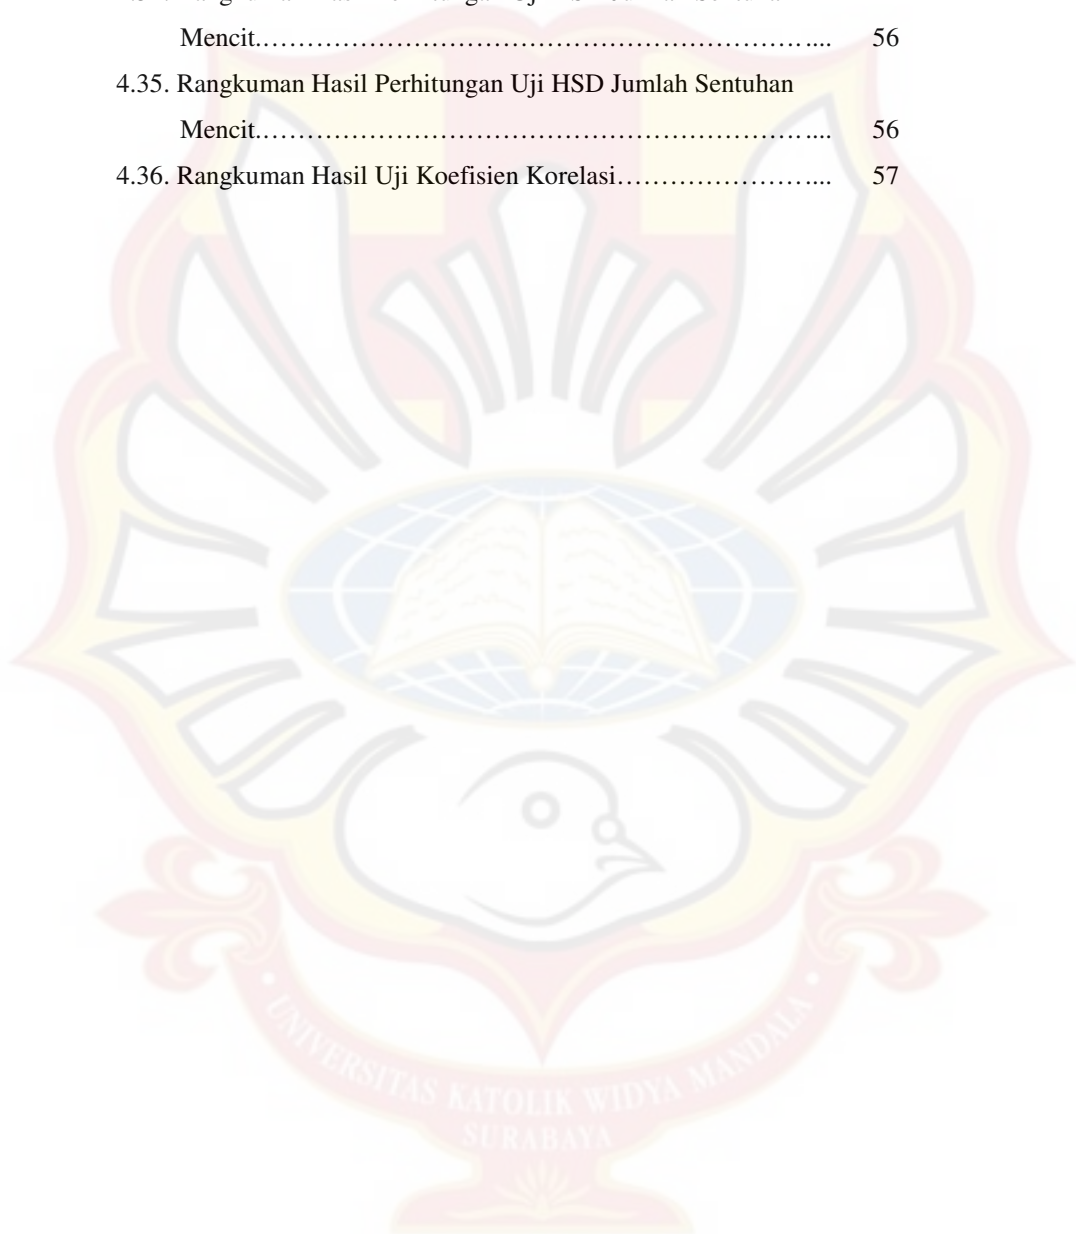 Mencit……………………………………………………….... 56
4.35. Rangkuman Hasil Perhitungan Uji HSD Jumlah Sentuhan
Mencit……………………………………………………….... 56
4.36. Rangkuman Hasil Uji Koefisien Korelasi…………………….... 57
UNIVERSITAS KATOLIK WIDYA MANDALA
SURABAYA